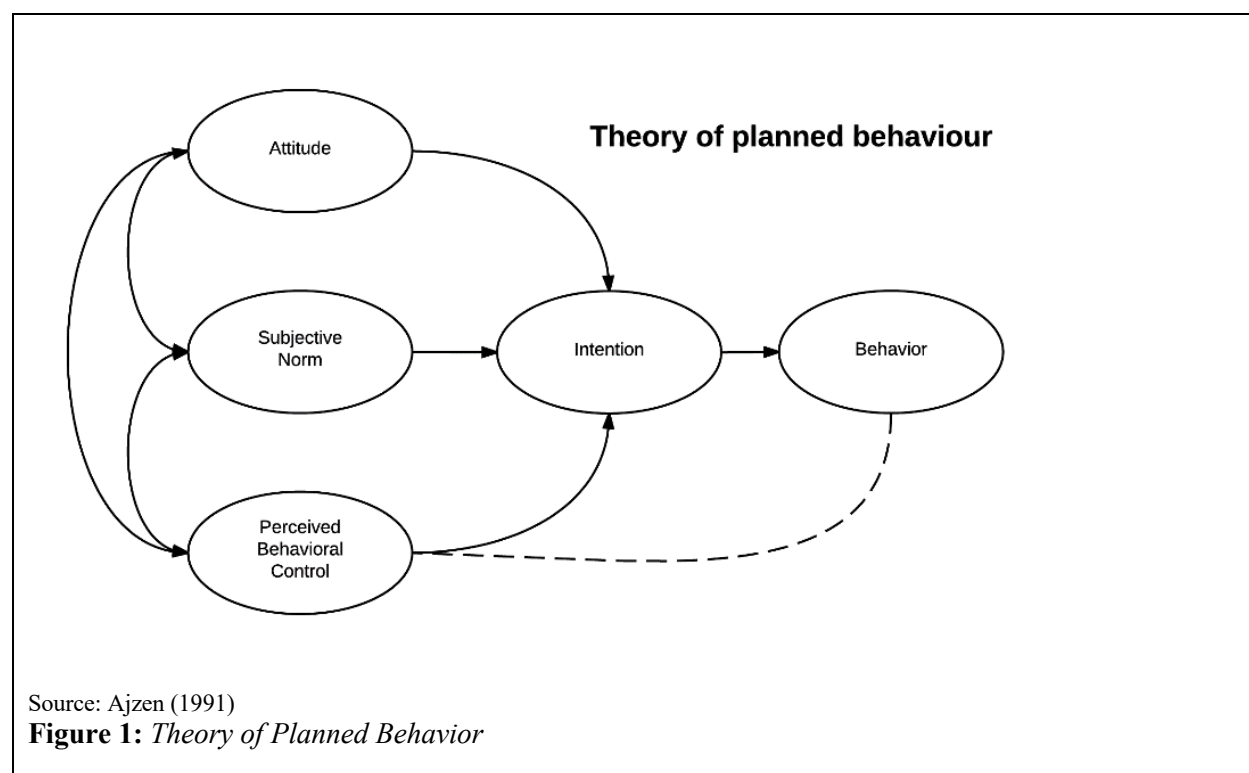 Theory of planned behaviour
Attitude
Subjective
Norm
Intention
Behavior
Perceived
Behavioral
Control
Source: Ajzen (1991)
Figure 1: Theory of Planned Behavior